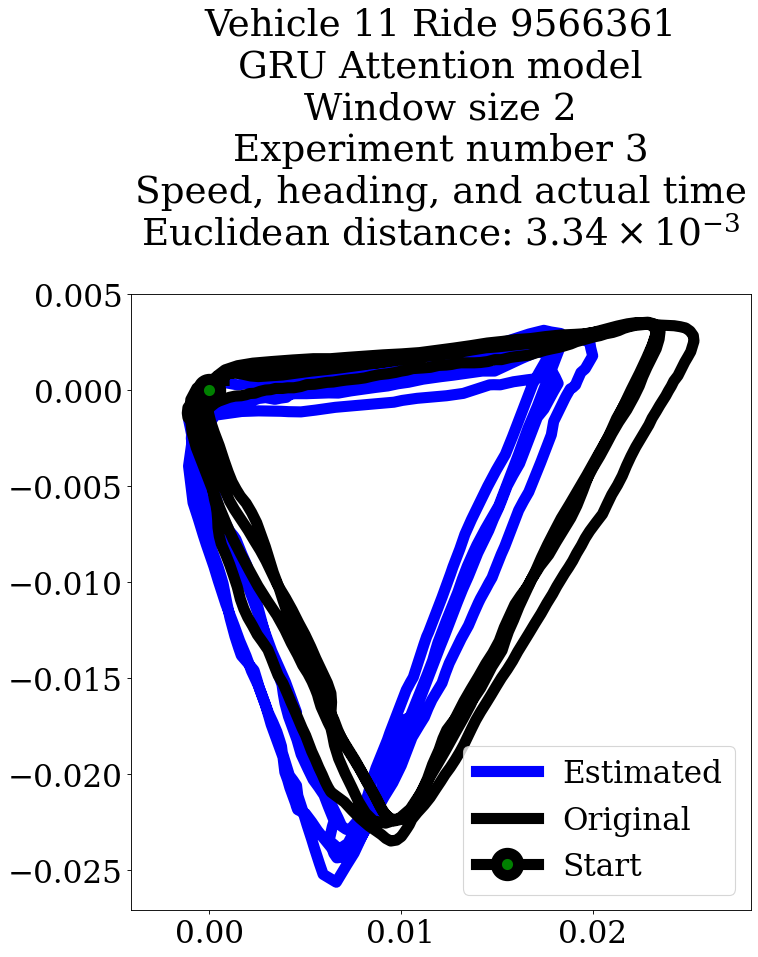 Vehicle 11 Ride 9566361
GRU Attention model
Window size 2
Experiment number 3
Speed, heading, and actual time
Euclidean distance: 3.34 × 10⁻³
0.005
0.000
−0.005
−0.010
−0.015
−0.020
−0.025
Estimated
Original
Start
0.00 0.01 0.02